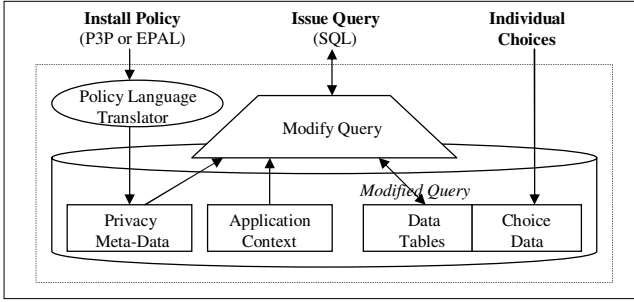 Install Policy
(P3P or EPAL)
Issue Query
(SQL)
Individual
Choices
Policy Language
Translator
Modify Query
Modified Query
Privacy
Meta-Data
Application
Context
Data
Tables
Choice
Data